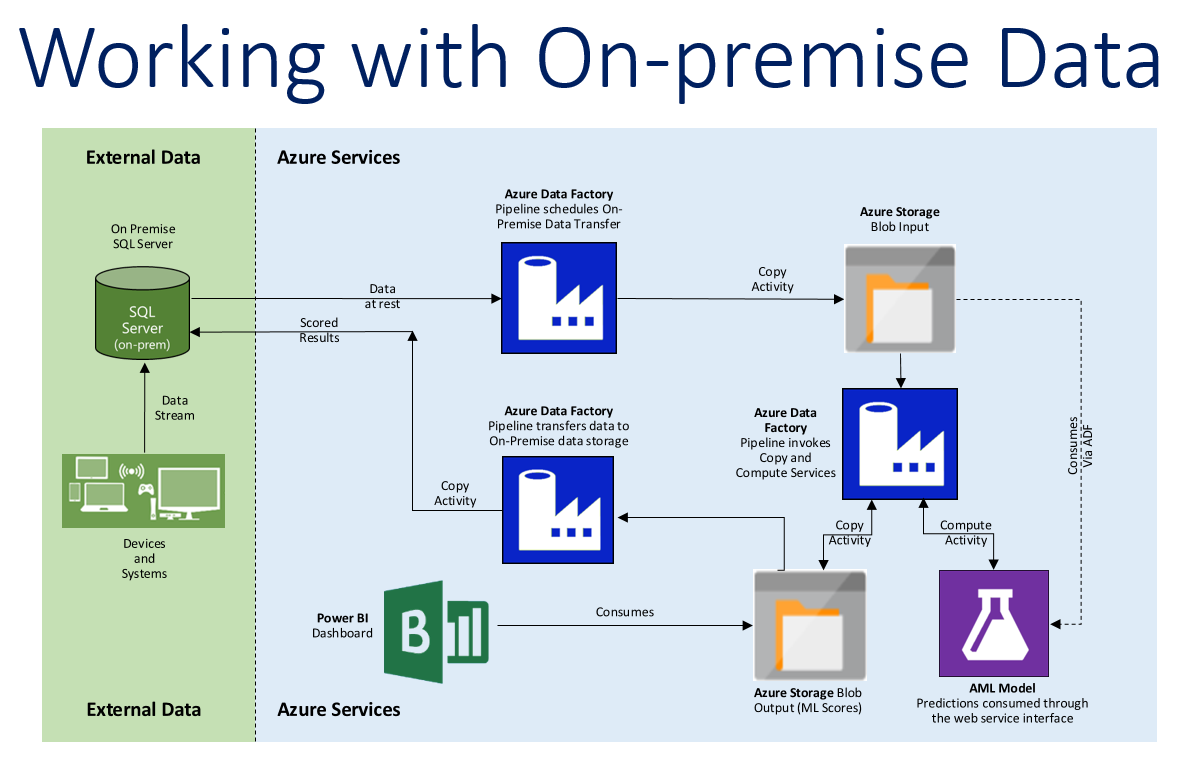 Working with On-premise Data
External Data
Azure Services
On Premise
SQL Server
SQL
Server
(on-prem)
Data
Stream
Devices
and
Systems
Data
at rest
Scored
Results
Azure Data Factory
Pipeline schedules On-
Premise Data Transfer
Copy
Activity
Azure Storage
Blob Input
Azure Data Factory
Pipeline transfers data to
On-Premise data storage
Copy
Activity
Azure Data
Factory
Pipeline invokes
Copy and
Compute Services
Consumes
Via ADF
Copy
Activity
Compute
Activity
Power BI
Dashboard
B
Consumes
Azure Storage Blob
Output (ML Scores)
AML Model
Predictions consumed through
the web service interface
External Data
Azure Services